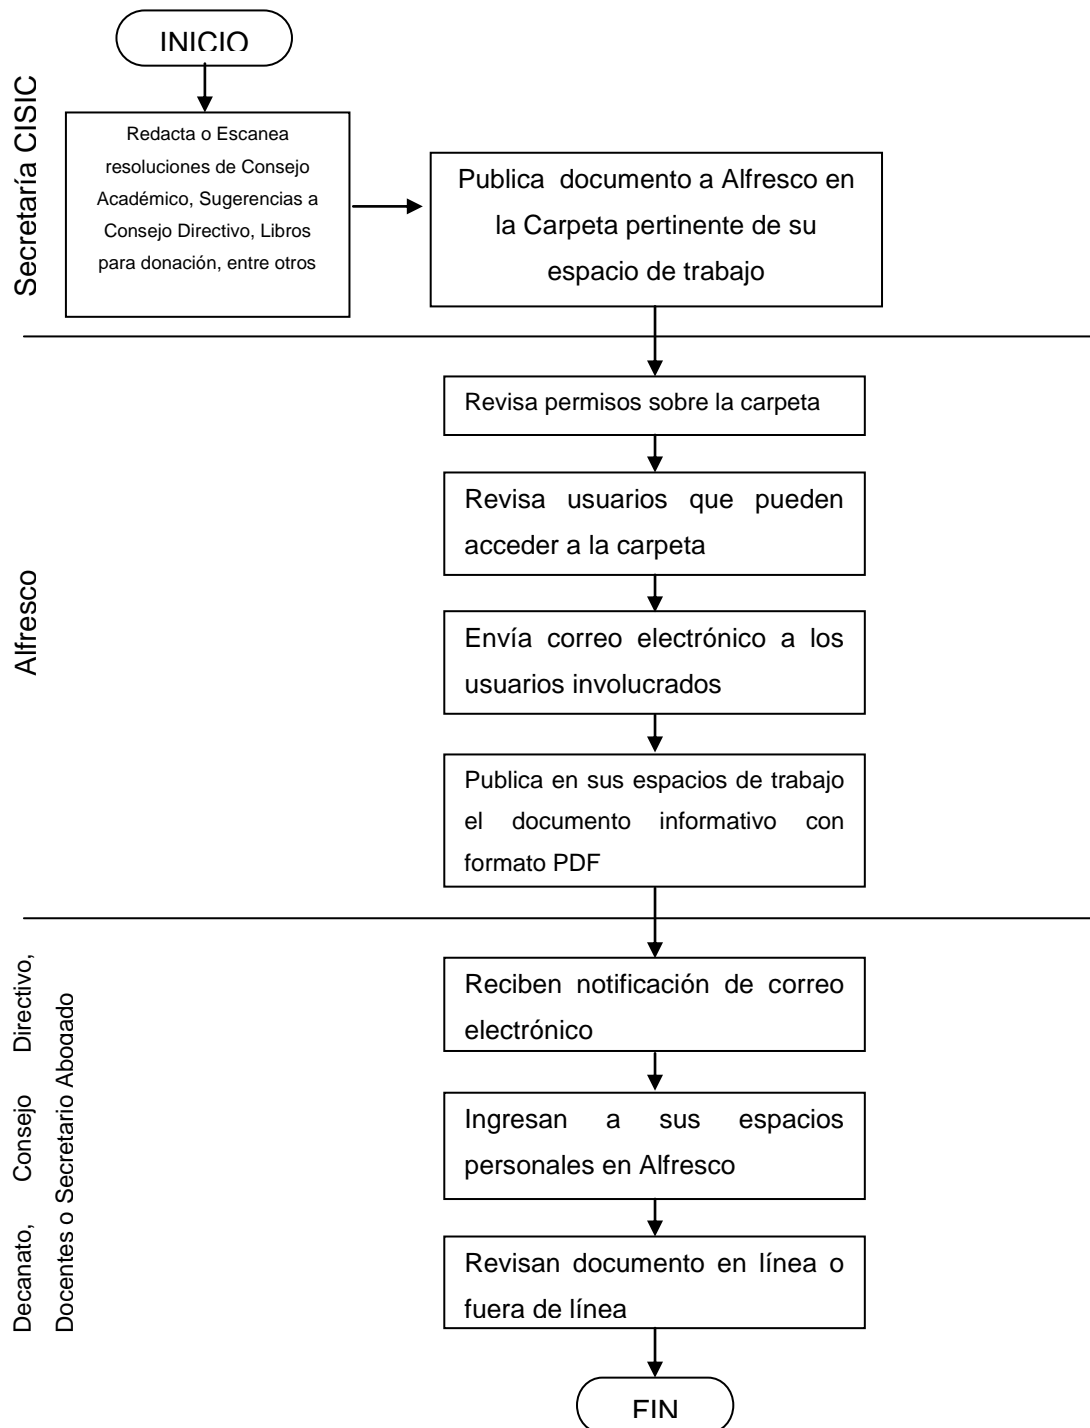 INICIO
Secretaría CISIC
Redacta o Escanea
resoluciones de Consejo
Académico, Sugerencias a
Consejo Directivo, Libros
para donación, entre otros
Publica documento a Alfresco en
la Carpeta pertinente de su
espacio de trabajo
Alfresco
Revisa permisos sobre la carpeta
Revisa usuarios que pueden
acceder a la carpeta
Envía correo electrónico a los
usuarios involucrados
Publica en sus espacios de trabajo
el documento informativo con
formato PDF
Decanato, Consejo Directivo,
Docentes o Secretario Abogado
Reciben notificación de correo
electrónico
Ingresan a sus espacios
personales en Alfresco
Revisan documento en línea o
fuera de línea
FIN